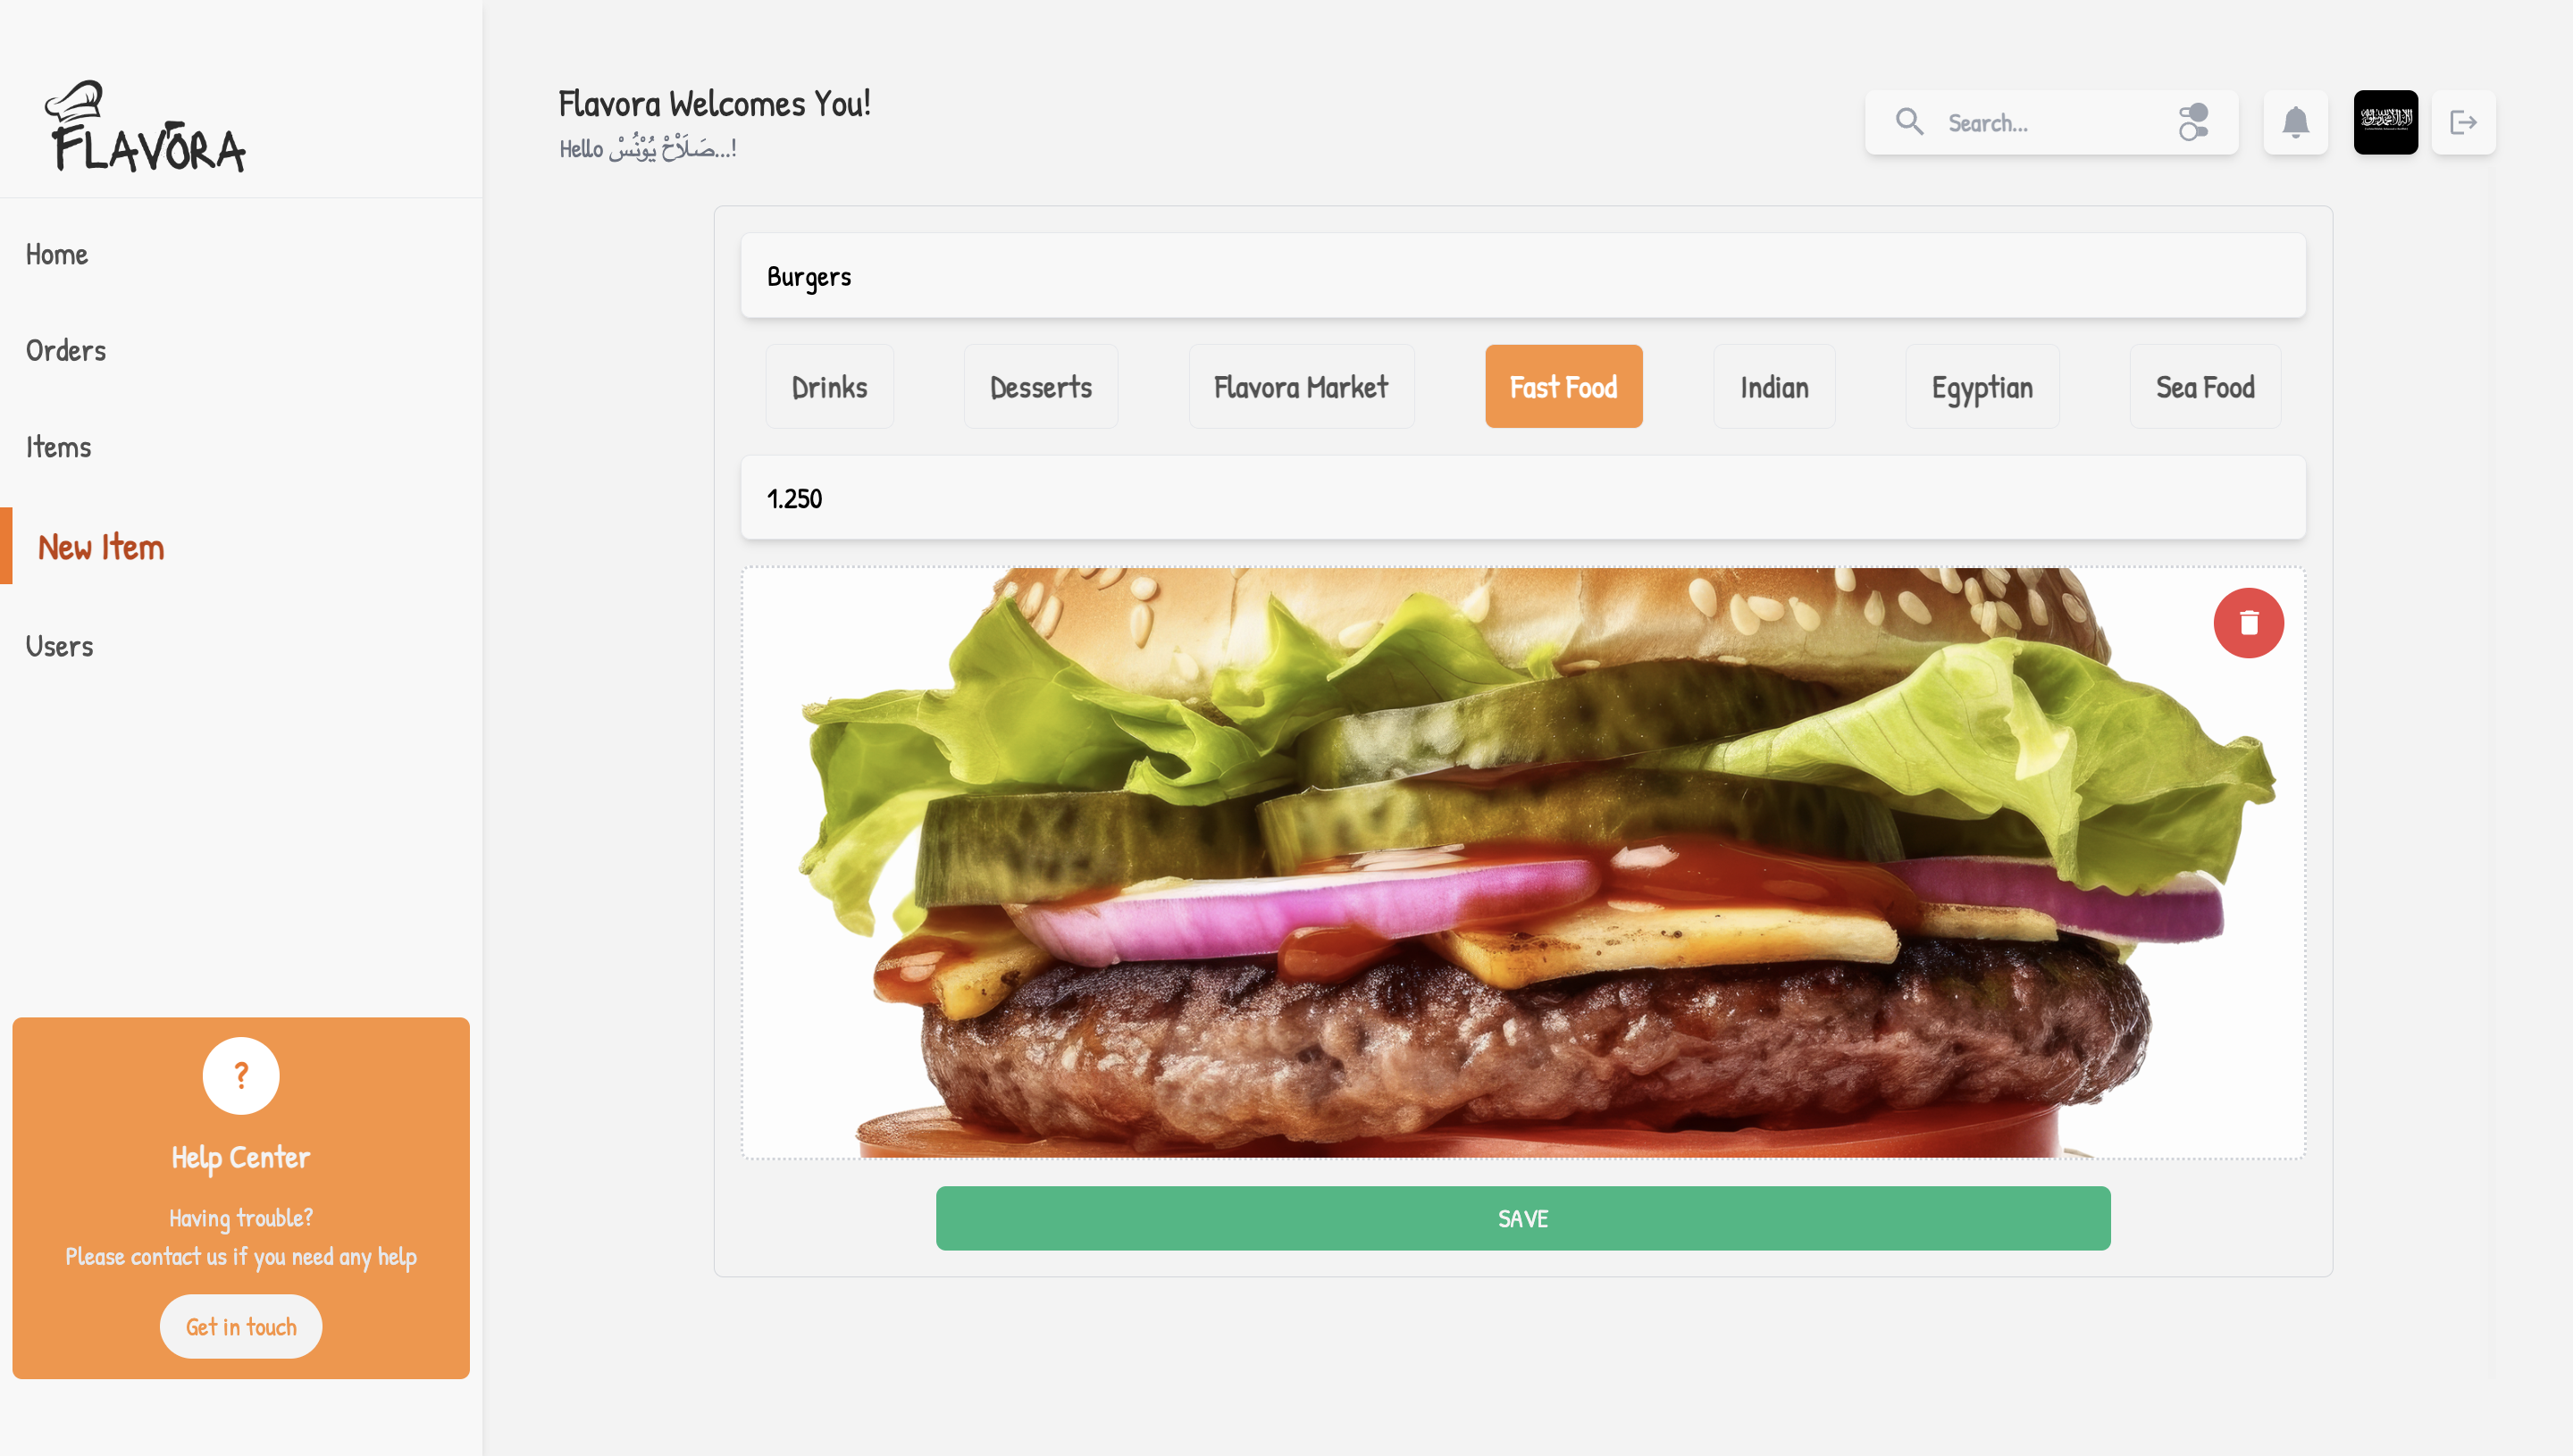 FLAVORA
Flavora Welcomes You!
Hello صَلَاحْ يُوْنُسْ...!
Search...
Home
Orders
Items
New Item
Users
Burgers
Drinks
Desserts
Flavora Market
Fast Food
Indian
Egyptian
Sea Food
1.250
SAVE
?
Help Center
Having trouble?
Please contact us if you need any help
Get in touch